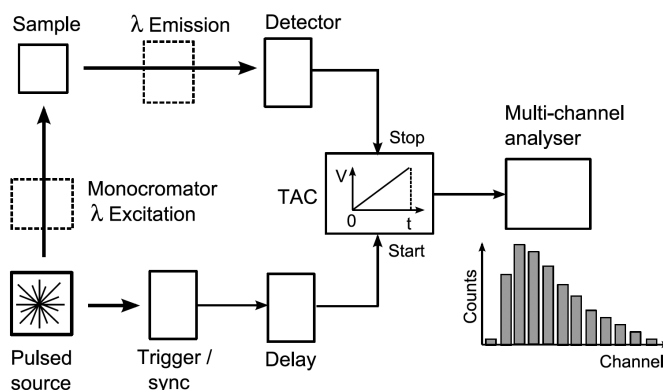 Sample
λ Emission
Detector
Stop
Multi-channel
analyser
Monocromator
λ Excitation
TAC
V
0
t
Start
Counts
Channel
Pulsed
source
Trigger /
sync
Delay